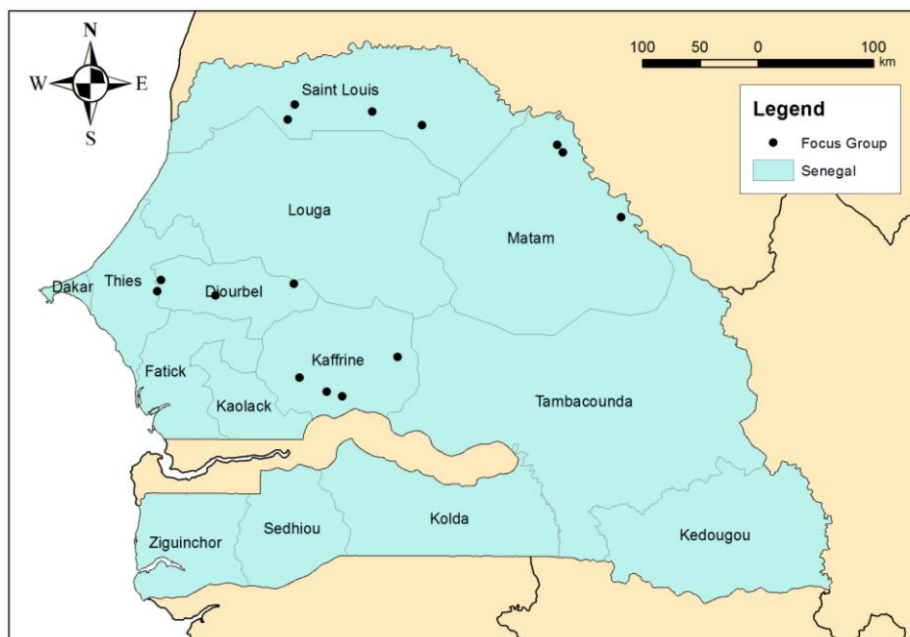 N
W E
S
100 50 0 100
km
Legend
Focus Group
Senegal
Saint Louis
Louga
Matam
Dakar
Thies
Diourbel
Fatick
Kaffrine
Kaolack
Tambacounda
Ziguinchor
Sedhiou
Kolda
Kedougou